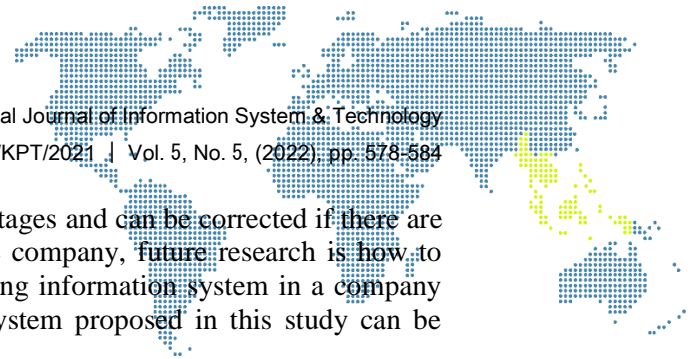 al Journal of Information System & Technology
/KPT/2021 | Vol. 5, No. 5, (2022), pp. 578-584
tages and can be corrected if there are
company, future research is how to
ng information system in a company
ystem proposed in this study can be